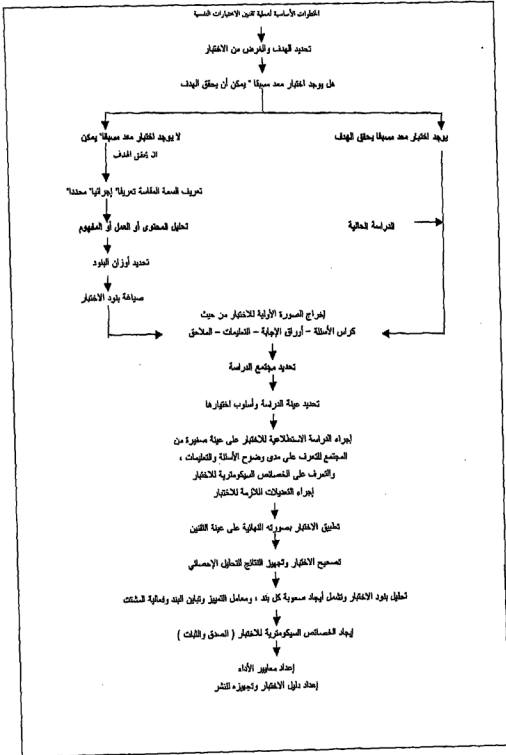 الخطوات الأساسية لعملية تقنين الاختبارات النفسية
تحديد الهدف والغرض من الاختبار
هل يوجد اختبار معد مسبقا " يمكن أن يحقق الهدف
يوجد اختبار معد مسبقا يحقق الهدف
لا يوجد اختبار معد مسبقا" يمكن
ان يحقق الهدف
تعريف السمة المقاسة تعريفا" إجرائيا" محددا"
الدراسة الحالية
تحليل المحتوى أو العمل أو المفهوم
تحديد أوزان البنود
صياغة بنود الاختبار
إخراج الصورة الأولية للاختبار من حيث
كراس الأسئلة – أوراق الإجابة – التعليمات – الملاحق
تحديد مجتمع الدراسة
تحديد عينة الدراسة وأسلوب اختيارها
إجراء الدراسة الاستطلاعية للاختبار على عينة صغيرة من
المجتمع للتعرف على مدى وضوح الأسئلة والتعليمات ،
والتعرف على الخصائص السيكومترية للاختبار
إجراء التعديلات اللازمة للاختبار
تطبيق الاختبار بصورته النهائية على عينة التقنين
تصحيح الاختبار وتجهيز النتائج للتحليل الإحصائي
تحليل بنود الاختبار وتشمل أيجاد صعوبة كل بند ، ومعامل التمييز وتباين البند وفعالية المشتت
إيجاد الخصائص السيكومترية للاختبار ( الصدق والثبات )
إعداد معايير الأداء
إعداد دليل الاختبار وتجهيزه للنشر